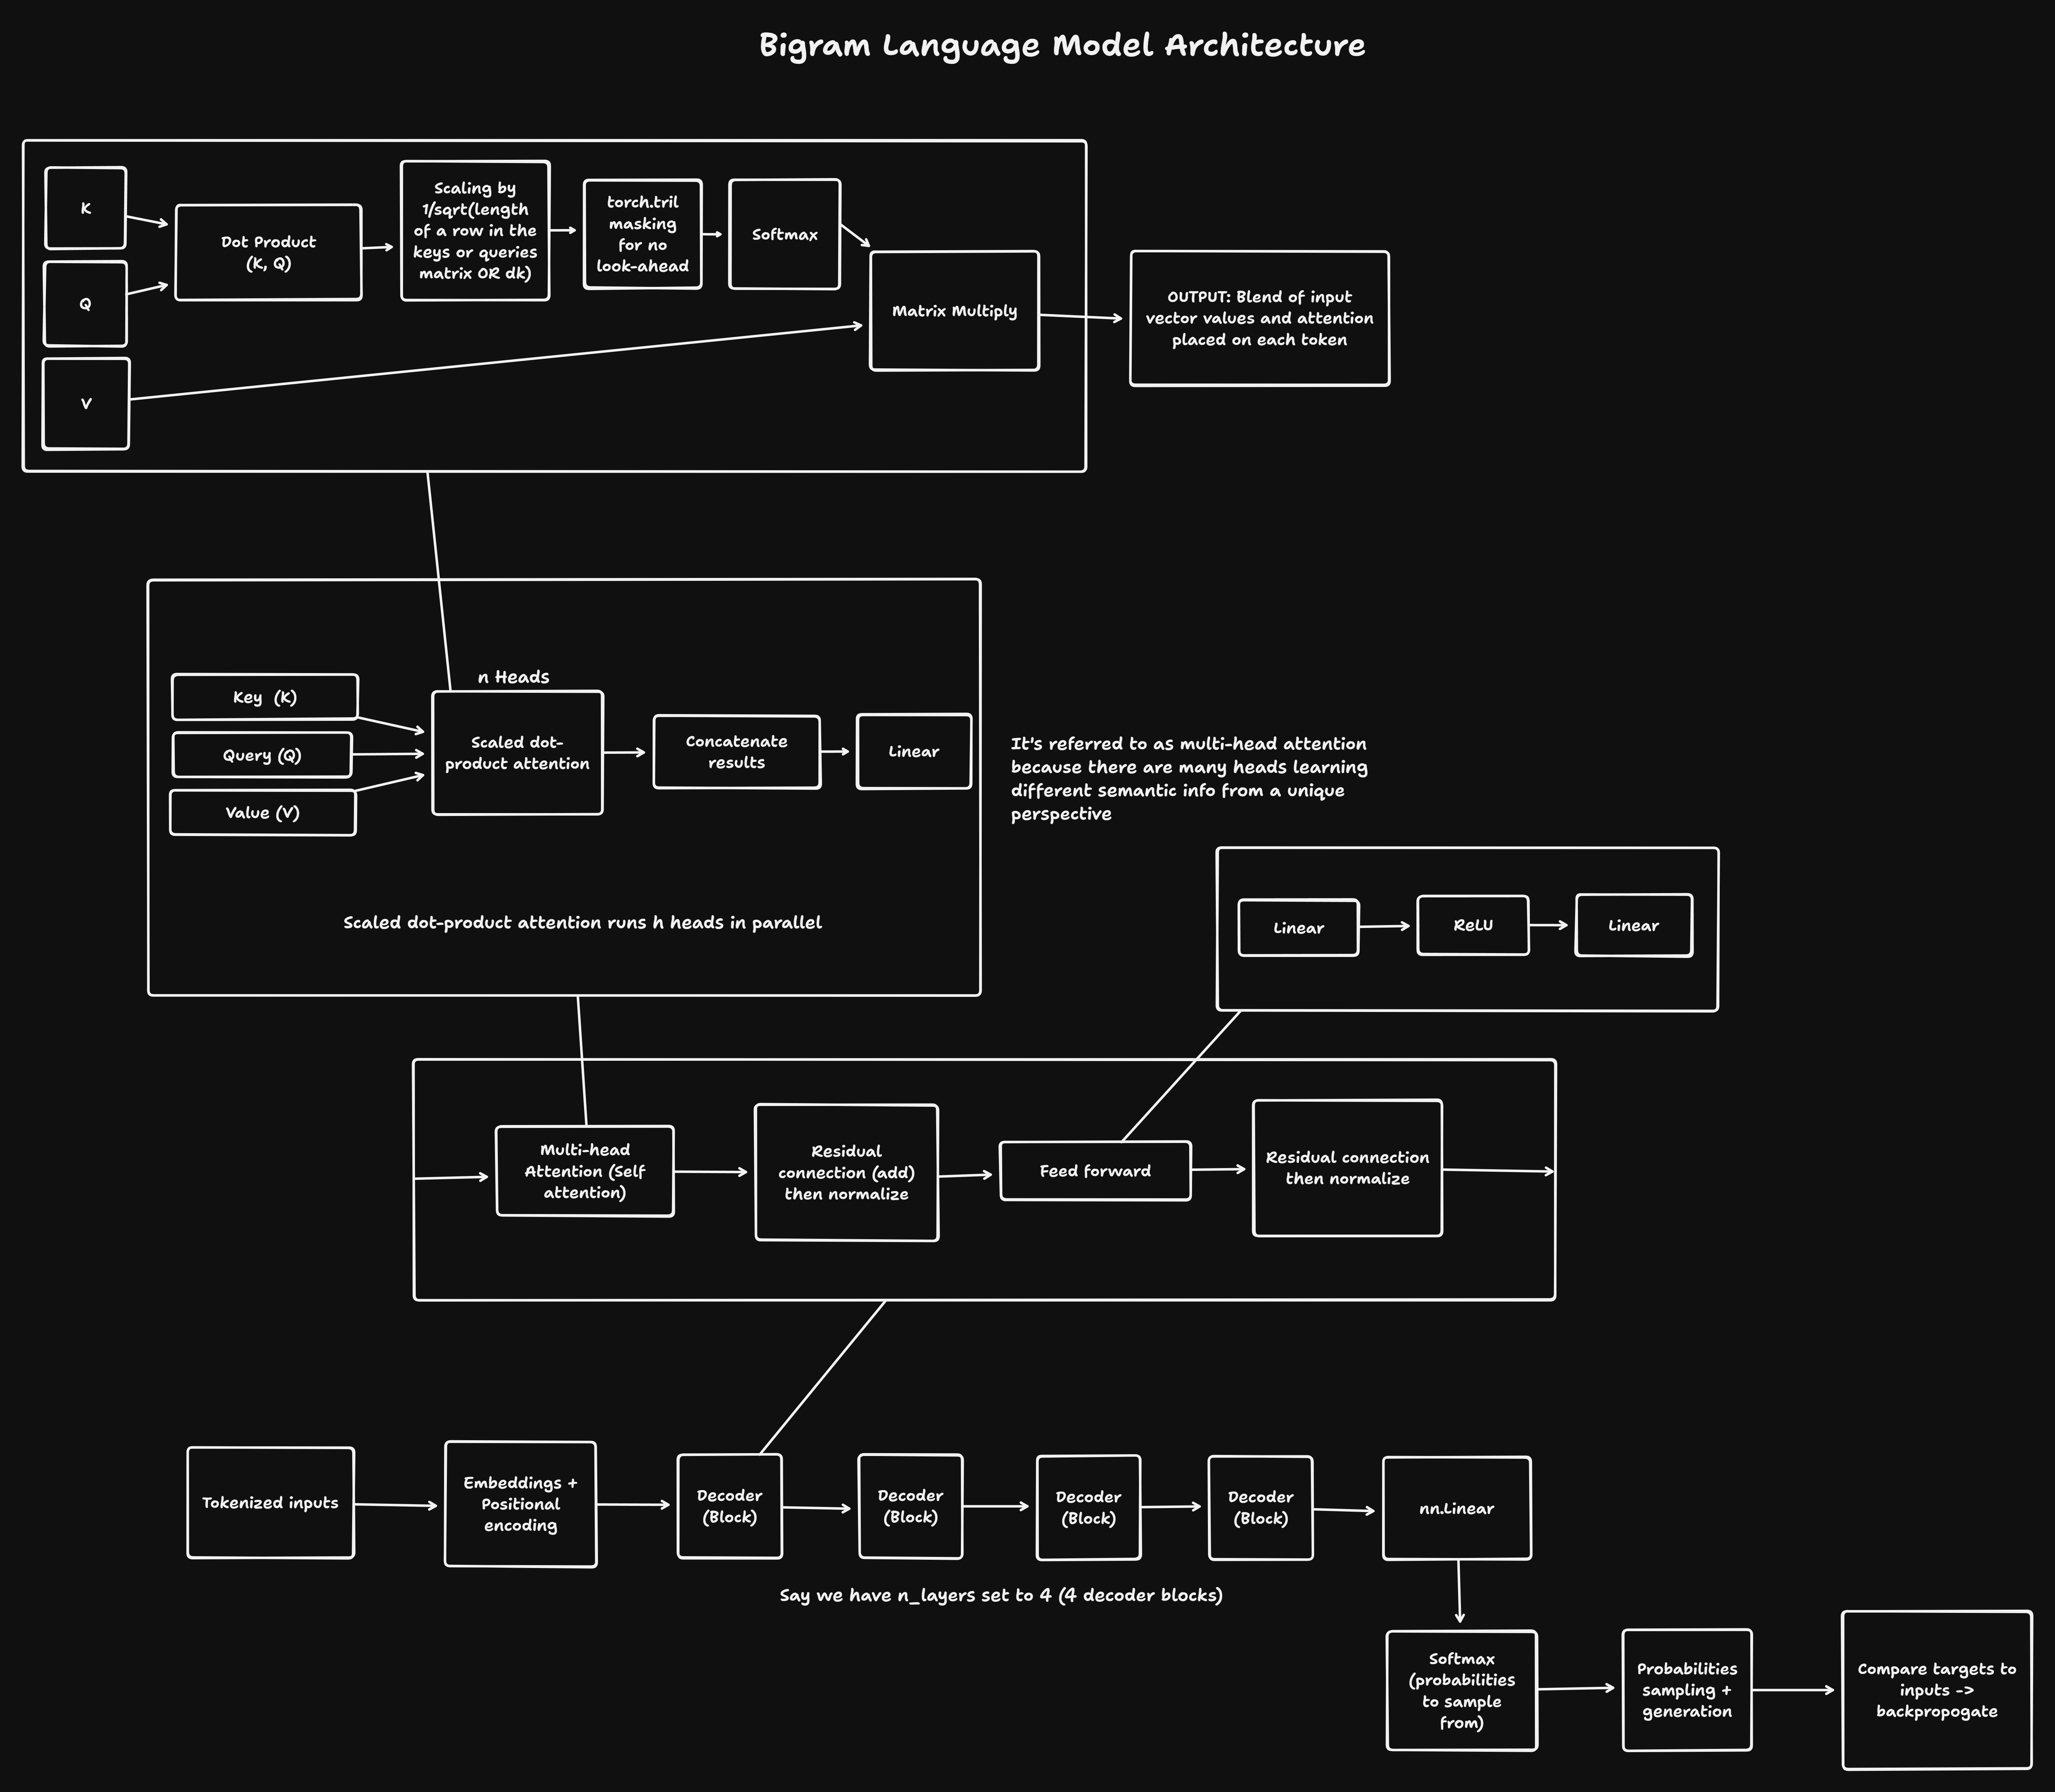 Bigram Language Model Architecture
K
Q
V
Dot Product
(K, Q)
Scaling by
1/sqrt(length
of a row in the
keys or queries
matrix OR dk)
torch.tril
masking
for no
look-ahead
Softmax
Matrix Multiply
OUTPUT: Blend of input
vector values and attention
placed on each token
n Heads
Key (K)
Query (Q)
Value (V)
Scaled dot-
product attention
Concatenate
results
Linear
Scaled dot-product attention runs h heads in parallel
It's referred to as multi-head attention
because there are many heads learning
different semantic info from a unique
perspective
Linear
ReLU
Linear
Multi-head
Attention (Self
attention)
Residual
connection (add)
then normalize
Feed forward
Residual connection
then normalize
Tokenized inputs
Embeddings +
Positional
encoding
Decoder
(Block)
Decoder
(Block)
Decoder
(Block)
Decoder
(Block)
nn.Linear
Say we have n_layers set to 4 (4 decoder blocks)
Softmax
(probabilities
to sample
from)
Probabilities
sampling +
generation
Compare targets to
inputs ->
backpropogate